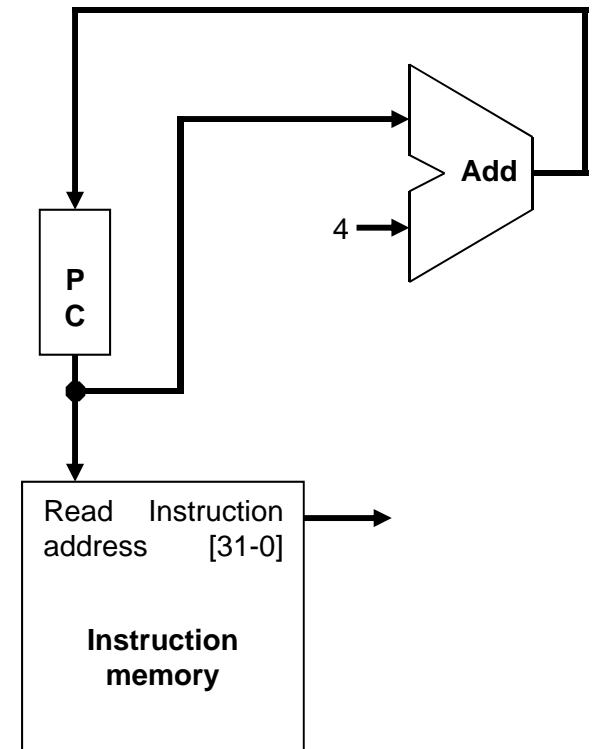 Add
4
P
C
Read Instruction
address [31-0]
Instruction
memory